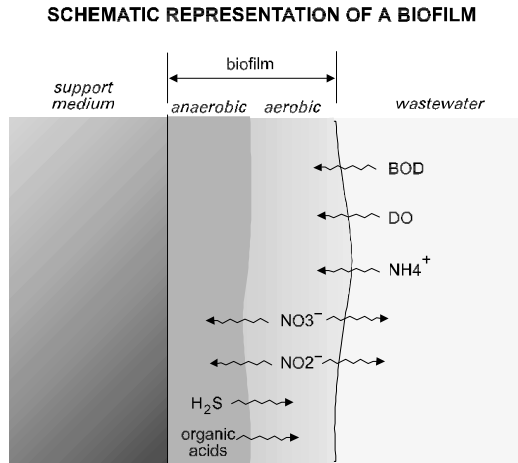 SCHEMATIC REPRESENTATION OF A BIOFILM
biofilm
support
medium
anaerobic
aerobic
wastewater
BOD
DO
NH4+
NO3−
NO2−
H2S
organic
acids